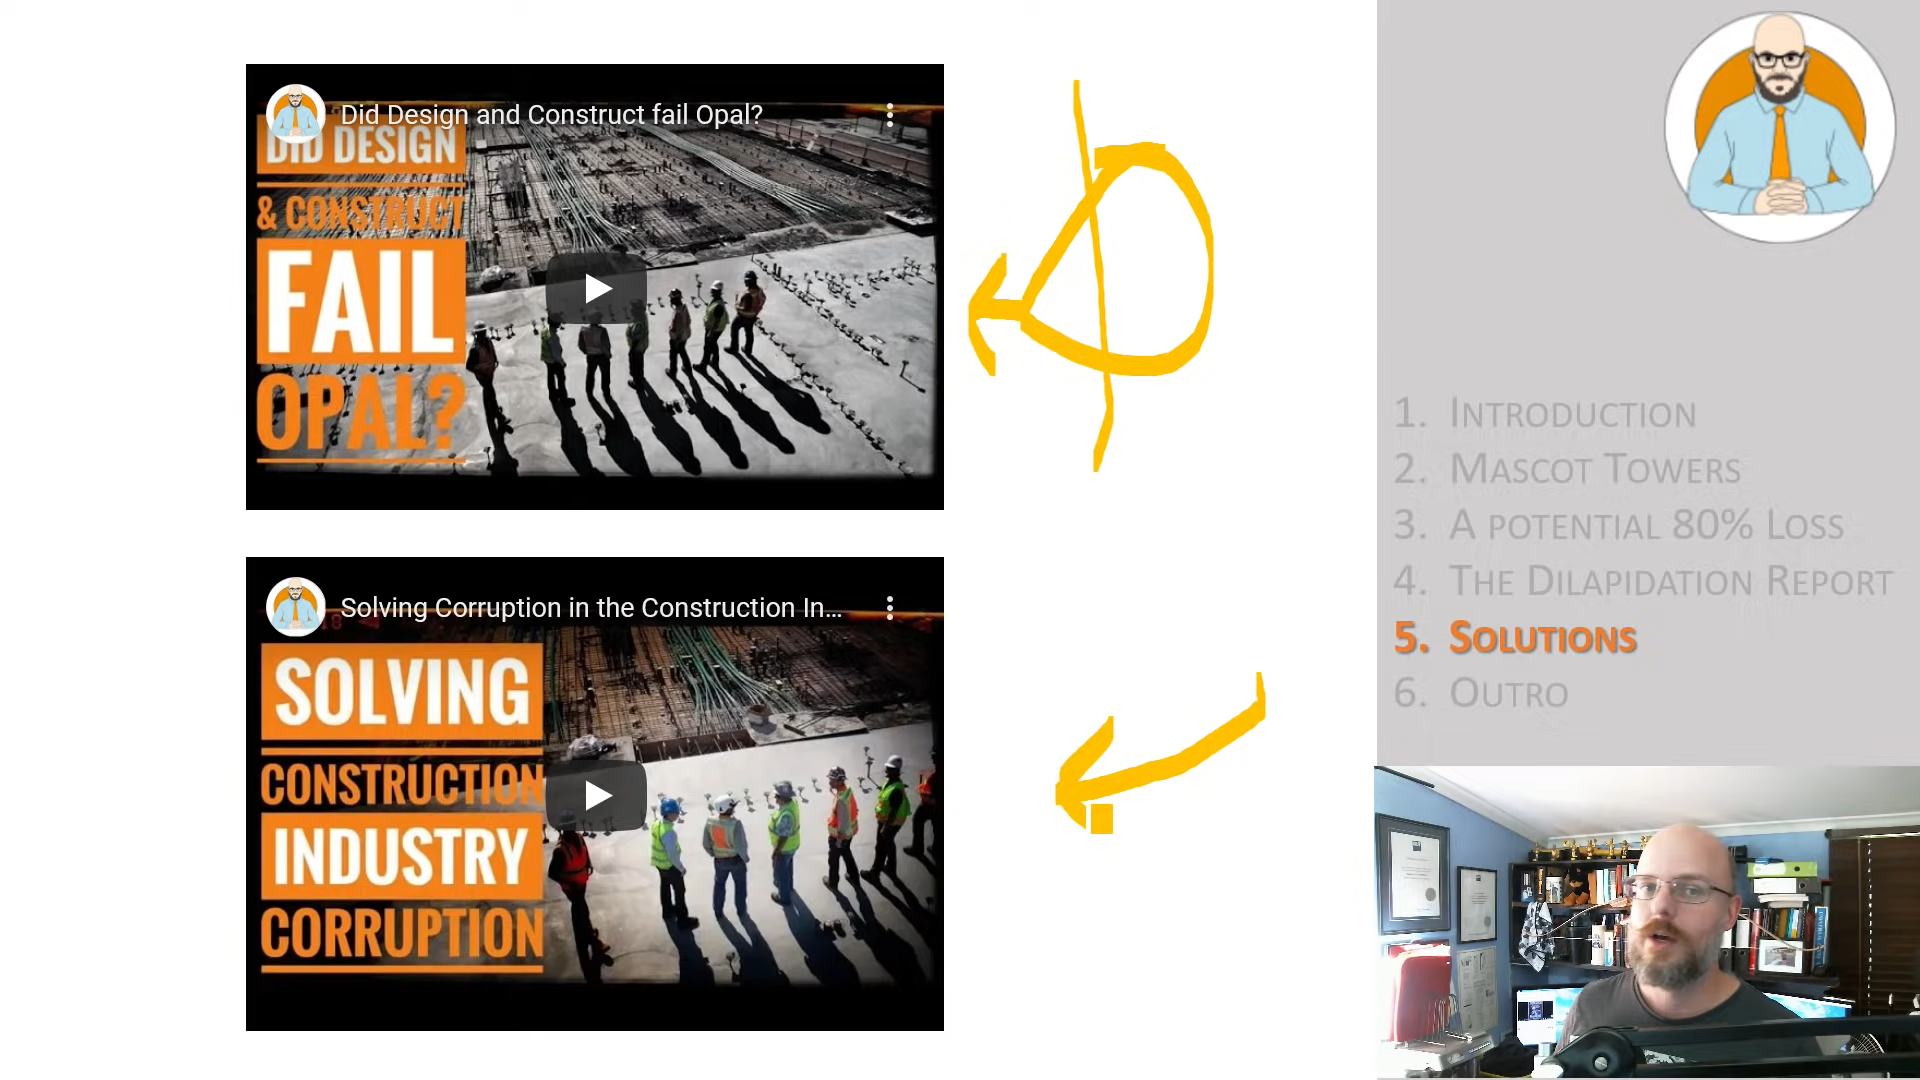 Did Design and Construct fail Opal?
DID DESIGN
& CONSTRUCT
FAIL
OPAL?
Solving Corruption in the Construction In...
SOLVING
CONSTRUCTION
INDUSTRY
CORRUPTION
1. INTRODUCTION
2. MASCOT TOWERS
3. A POTENTIAL 80% LOSS
4. THE DILAPIDATION REPORT
5. SOLUTIONS
6. OUTRO